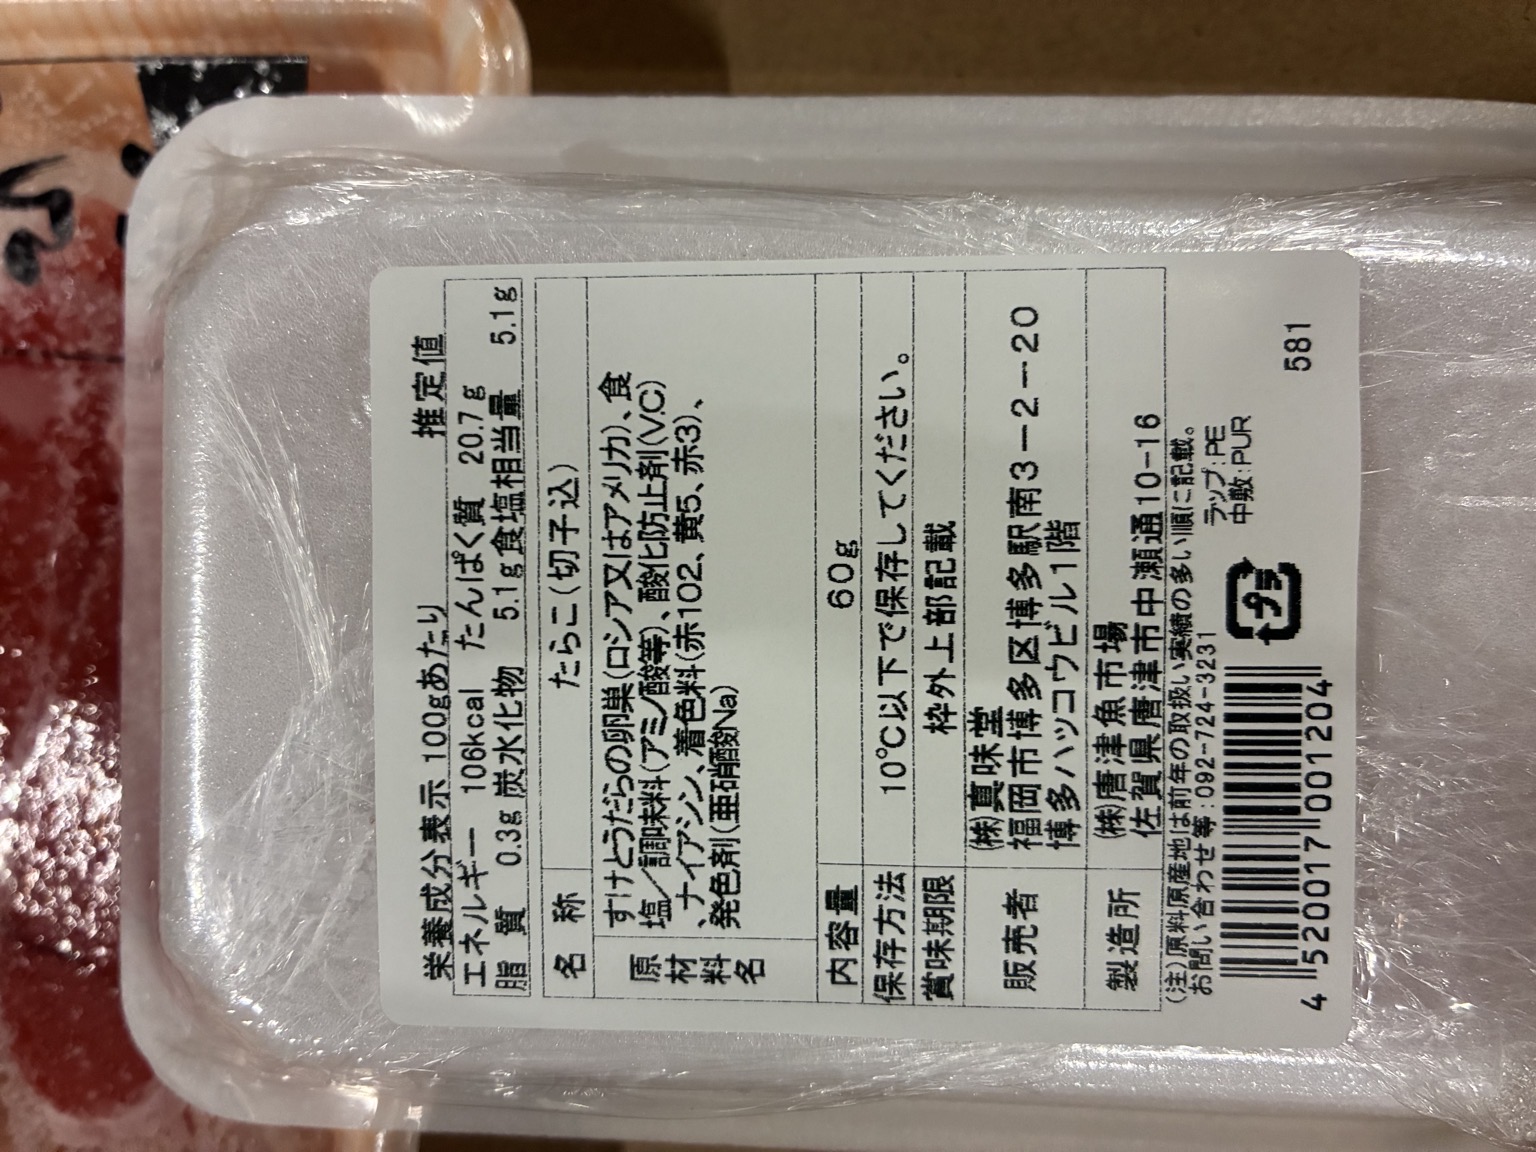 栄養成分表示 100gあたり 推定値
エネルギー 106kcal たんぱく質 20.7g
脂質 0.3g 炭水化物 5.1g 食塩相当量 5.1g
名称 たらこ(切子込)
原材料名 すけとうだらの卵巣(ロシア又はアメリカ)、食
塩/調味料(アミノ酸等)、酸化防止剤(V.C)
、ナイアシン、着色料(赤102、黄5、赤3)、
発色剤(亜硝酸Na)
内容量 60g
保存方法 10℃以下で保存してください。
賞味期限 枠外上部記載
販売者 (株)真味堂
福岡市博多区博多駅南3-2-20
博多ハツコウビル1階
製造所 (株)唐津魚市場
佐賀県唐津市中瀬通10-16
(注)原料原産地は前年の取扱い実績の多い順に記載。
お問い合わせ等:092-724-3231
プラ
ラップ:PE
中敷:PUR
581
4 520017 001204